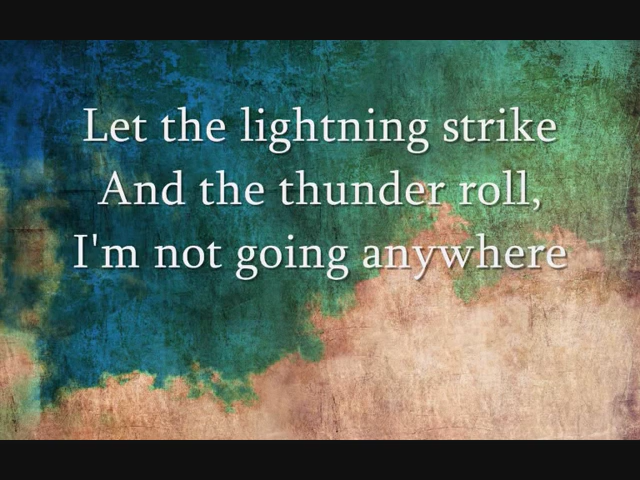 Let the lightning strike
And the thunder roll,
I'm not going anywhere